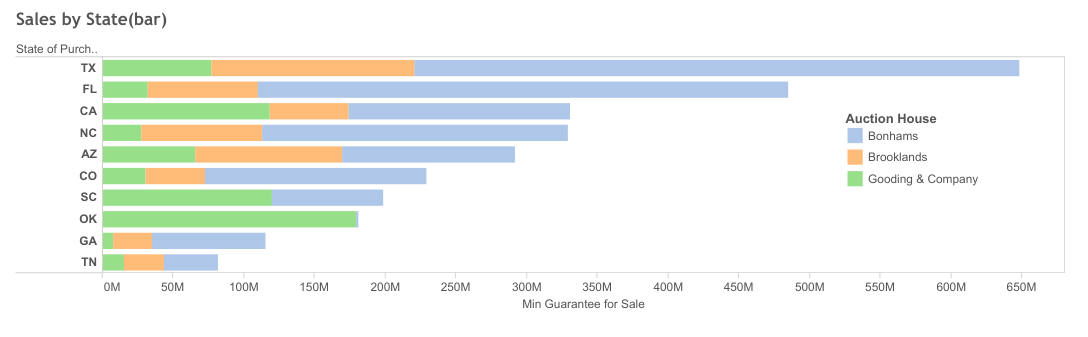 Sales by State(bar)
State of Purch..
TX
FL
CA
NC
AZ
CO
SC
OK
GA
TN
Auction House
Bonhams
Brooklands
Gooding & Company
0M 50M 100M 150M 200M 250M 300M 350M 400M 450M 500M 550M 600M 650M
Min Guarantee for Sale